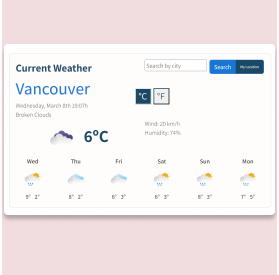 Current Weather
Search by city
Search
My Location
Vancouver
°C
°F
Wednesday, March 8th 19:07h
Broken Clouds
Wind: 20 km/h
Humidity: 74%
6°C
Wed Thu Fri Sat Sun Mon
9° 2° 8° 2° 6° 3° 6° 3° 8° 3° 7° 5°